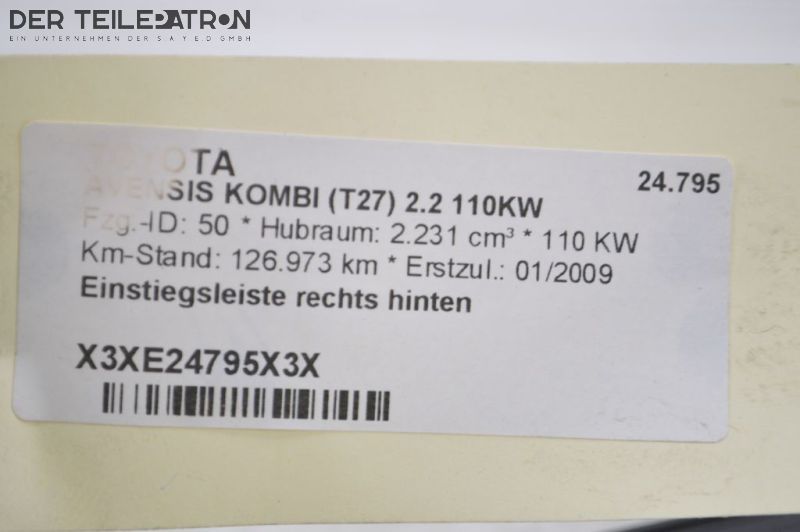 DER TEILEPATRON
EIN UNTERNEHMEN DER S A Y E.D GMBH
TOYOTA
24.795
AVENSIS KOMBI (T27) 2.2 110KW
Fzg.-ID: 50 * Hubraum: 2.231 cm³ * 110 KW
Km-Stand: 126.973 km * Erstzul.: 01/2009
Einstiegsleiste rechts hinten
X3XE24795X3X